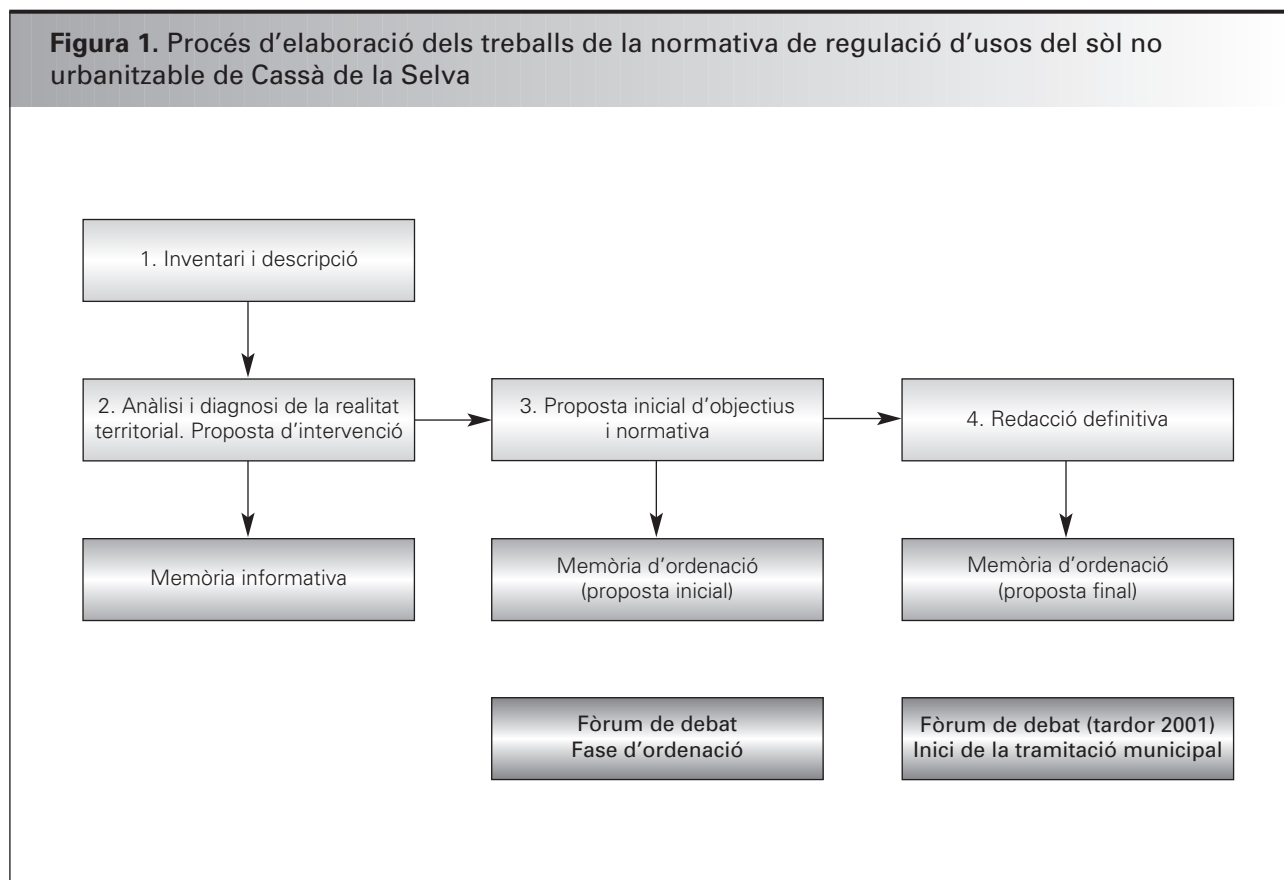 Figura 1. Procés d’elaboració dels treballs de la normativa de regulació d’usos del sòl no
urbanitzable de Cassà de la Selva
1. Inventari i descripció
2. Anàlisi i diagnosi de la realitat
territorial. Proposta d’intervenció
3. Proposta inicial d’objectius
i normativa
4. Redacció definitiva
Memòria informativa
Memòria d’ordenació
(proposta inicial)
Memòria d’ordenació
(proposta final)
Fòrum de debat
Fase d’ordenació
Fòrum de debat (tardor 2001)
Inici de la tramitació municipal